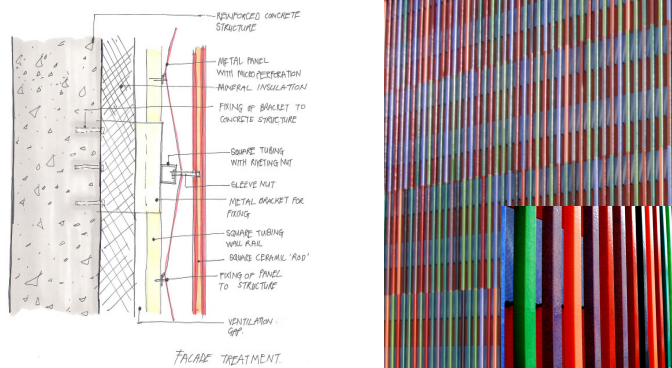 REINFORCED CONCRETE
STRUCTURE
METAL PANEL
WITH MICROPERFORATION
MINERAL INSULATION
FIXING OF BRACKET TO
CONCRETE STRUCTURE
SQUARE TUBING
WITH RIVETING NUT
SLEEVE NUT
METAL BRACKET FOR
FIXING
SQUARE TUBING
WALL RAIL
SQUARE CERAMIC 'ROD'
FIXING OF PANEL
TO STRUCTURE
VENTILATION
GAP.
FACADE TREATMENT.